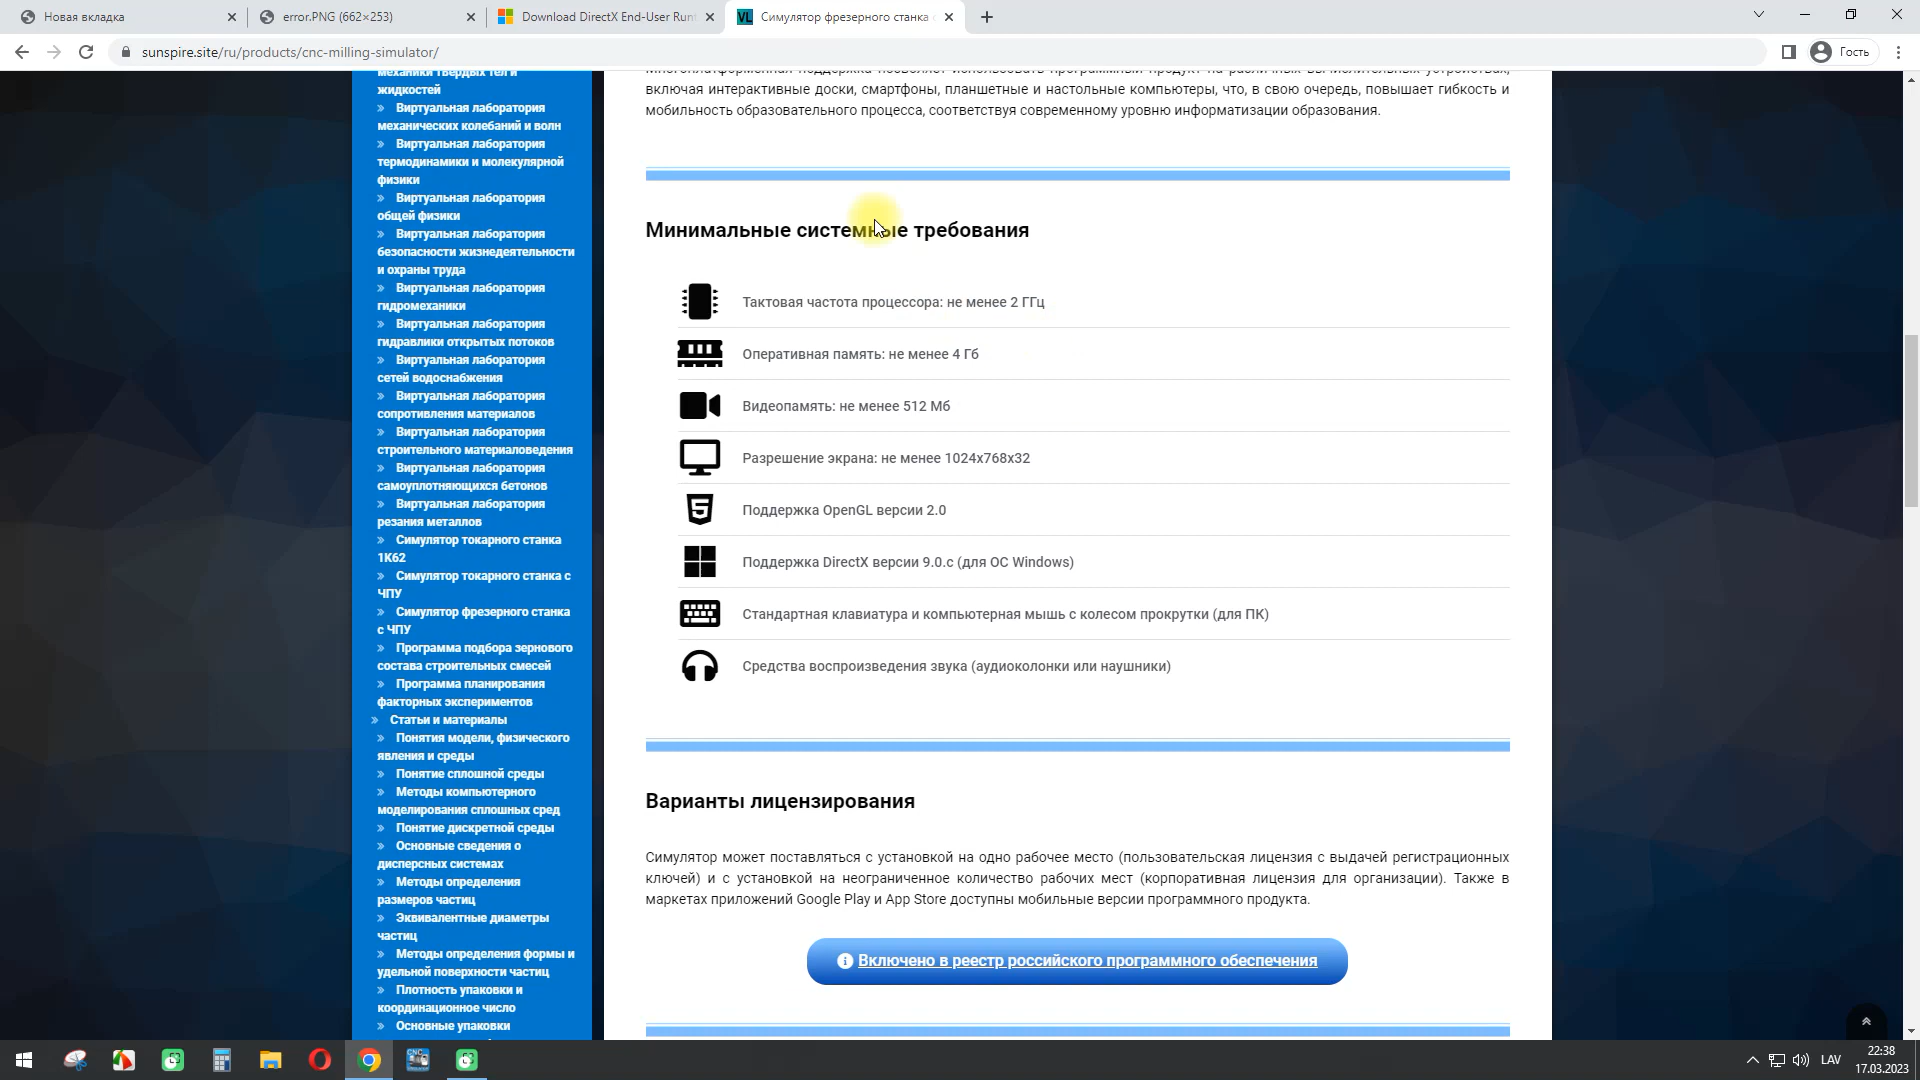 Новая вкладка
error.PNG (662×253)
Download DirectX End-User Runt
Симулятор фрезерного станка с
sunspire.site/ru/products/cnc-milling-simulator/
Гость
механики твердых тел и
жидкостей
» Виртуальная лаборатория
механических колебаний и волн
» Виртуальная лаборатория
термодинамики и молекулярной
физики
» Виртуальная лаборатория
общей физики
» Виртуальная лаборатория
безопасности жизнедеятельности
и охраны труда
» Виртуальная лаборатория
гидромеханики
» Виртуальная лаборатория
гидравлики открытых потоков
» Виртуальная лаборатория
сетей водоснабжения
» Виртуальная лаборатория
сопротивления материалов
» Виртуальная лаборатория
строительного материаловедения
» Виртуальная лаборатория
самоуплотняющихся бетонов
» Виртуальная лаборатория
резания металлов
» Симулятор токарного станка
1К62
» Симулятор токарного станка с
ЧПУ
» Симулятор фрезерного станка
с ЧПУ
» Программа подбора зернового
состава строительных смесей
» Программа планирования
факторных экспериментов
» Статьи и материалы
» Понятия модели, физического
явления и среды
» Понятие сплошной среды
» Методы компьютерного
моделирования сплошных сред
» Понятие дискретной среды
» Основные сведения о
дисперсных системах
» Методы определения
размеров частиц
» Эквивалентные диаметры
частиц
» Методы определения формы и
удельной поверхности частиц
» Плотность упаковки и
координационное число
» Основные упаковки
Многоплатформенная поддержка позволяет использовать программный продукт на различных вычислительных устройствах,
включая интерактивные доски, смартфоны, планшетные и настольные компьютеры, что, в свою очередь, повышает гибкость и
мобильность образовательного процесса, соответствуя современному уровню информатизации образования.
Минимальные системные требования
Тактовая частота процессора: не менее 2 ГГц
Оперативная память: не менее 4 Гб
Видеопамять: не менее 512 Мб
Разрешение экрана: не менее 1024x768x32
Поддержка OpenGL версии 2.0
Поддержка DirectX версии 9.0.c (для ОС Windows)
Стандартная клавиатура и компьютерная мышь с колесом прокрутки (для ПК)
Средства воспроизведения звука (аудиоколонки или наушники)
Варианты лицензирования
Симулятор может поставляться с установкой на одно рабочее место (пользовательская лицензия с выдачей регистрационных
ключей) и с установкой на неограниченное количество рабочих мест (корпоративная лицензия для организации). Также в
маркетах приложений Google Play и App Store доступны мобильные версии программного продукта.
Включено в реестр российского программного обеспечения
LAV
22:38
17.03.2023